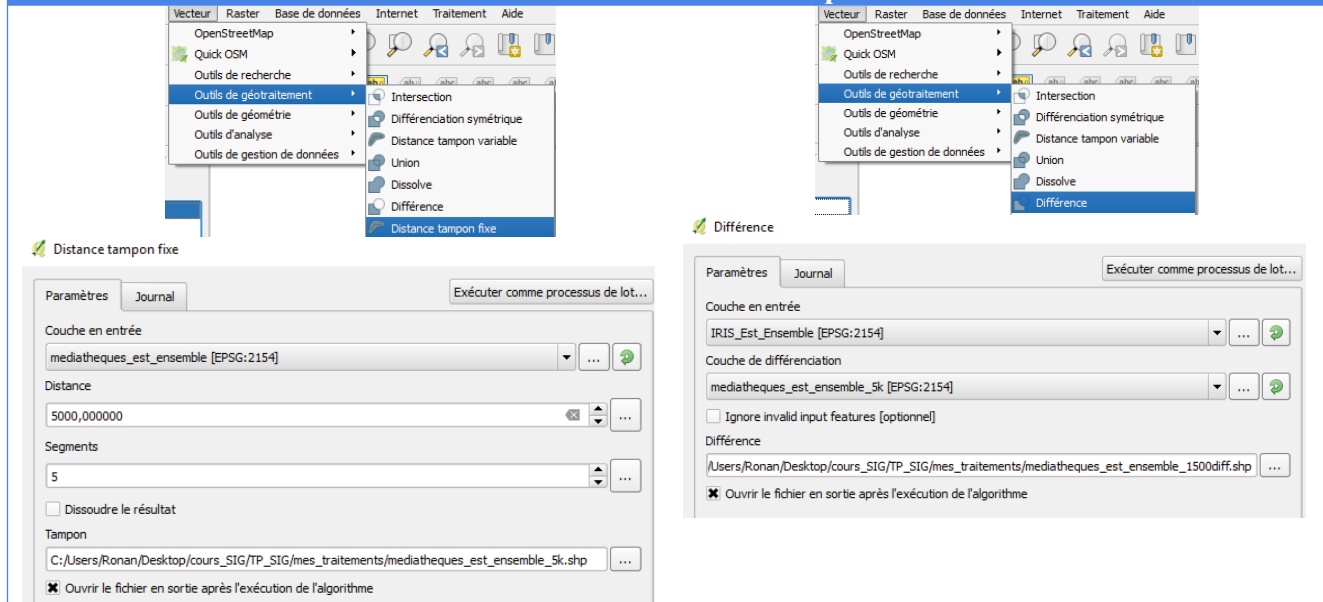 Vecteur Raster Base de données Internet Traitement Aide
OpenStreetMap
Quick OSM
Outils de recherche
Outils de géotraitement
Outils de géométrie
Outils d'analyse
Outils de gestion de données
Intersection
Différenciation symétrique
Distance tampon variable
Union
Dissolve
Différence
Distance tampon fixe
Distance tampon fixe
Paramètres Journal
Exécuter comme processus de lot...
Couche en entrée
mediatheques_est_ensemble [EPSG:2154]
...
Distance
5000,000000
...
Segments
5
...
Dissoudre le résultat
Tampon
C:/Users/Ronan/Desktop/cours_SIG/TP_SIG/mes_traitements/mediatheques_est_ensemble_5k.shp
...
Ouvrir le fichier en sortie après l'exécution de l'algorithme
Vecteur Raster Base de données Internet Traitement Aide
OpenStreetMap
Quick OSM
Outils de recherche
Outils de géotraitement
Outils de géométrie
Outils d'analyse
Outils de gestion de données
Intersection
Différenciation symétrique
Distance tampon variable
Union
Dissolve
Différence
Différence
Paramètres Journal
Exécuter comme processus de lot...
Couche en entrée
IRIS_Est_Ensemble [EPSG:2154]
...
Couche de différenciation
mediatheques_est_ensemble_5k [EPSG:2154]
...
Ignore invalid input features [optionnel]
Différence
/Users/Ronan/Desktop/cours_SIG/TP_SIG/mes_traitements/mediatheques_est_ensemble_1500diff.shp
...
Ouvrir le fichier en sortie après l'exécution de l'algorithme